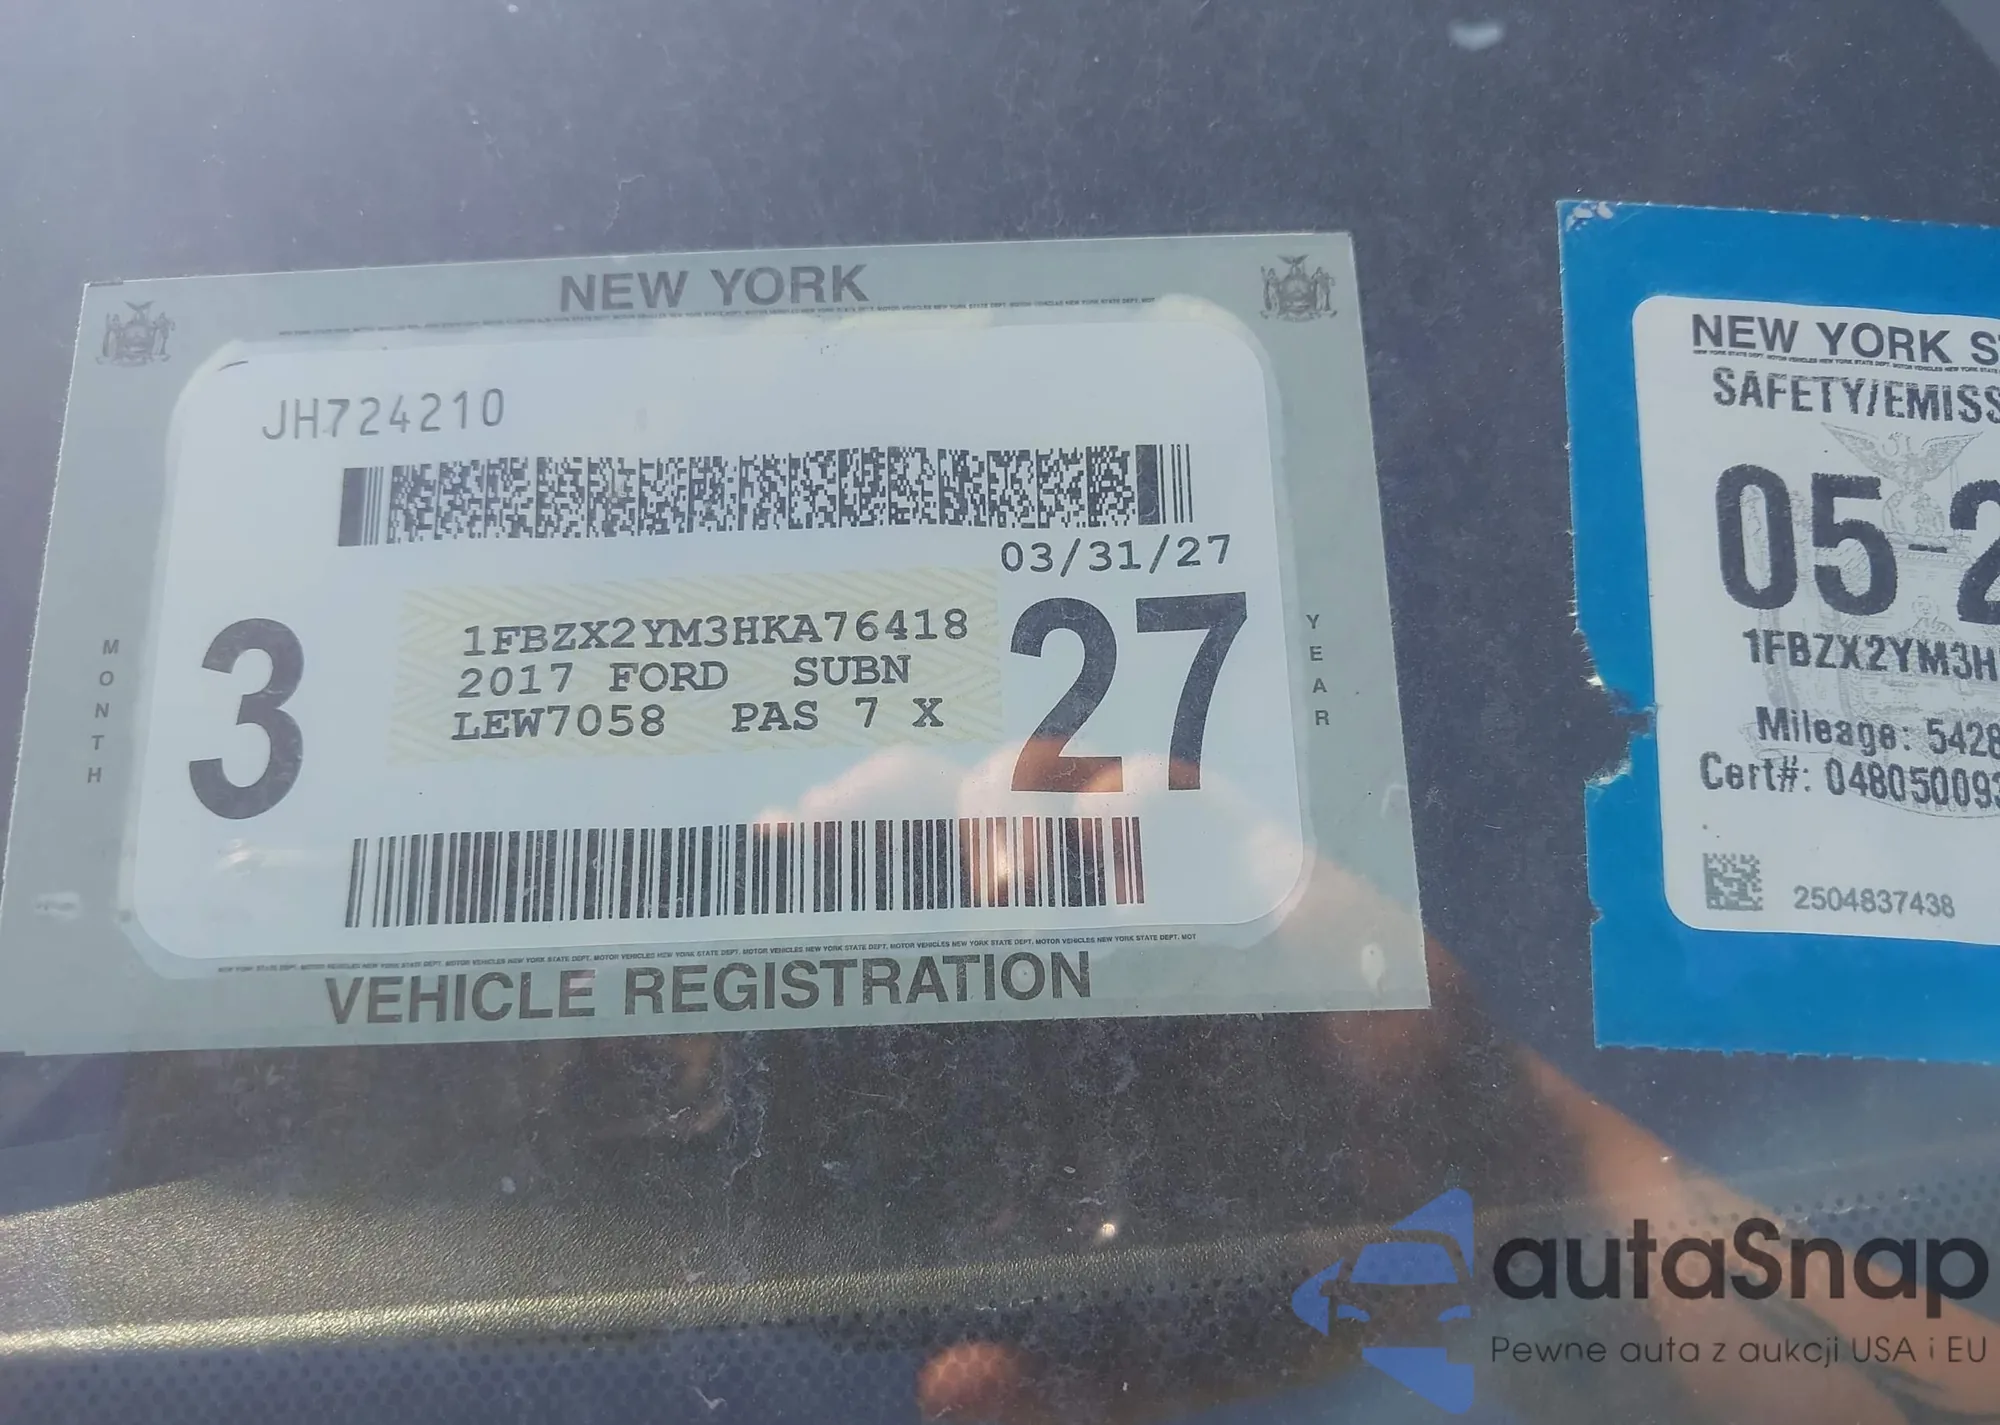 NEW YORK
JH724210
03/31/27
3
1FBZX2YM3HKA76418
2017 FORD SUBN
LEW7058 PAS 7 X
27
MONTH
YEAR
VEHICLE REGISTRATION
NEW YORK S
SAFETY/EMISS
05-2
1FBZX2YM3H
Mileage: 5428
Cert#: 048050093
2504837438
autaSnap
Pewne auta z aukcji USA i EU